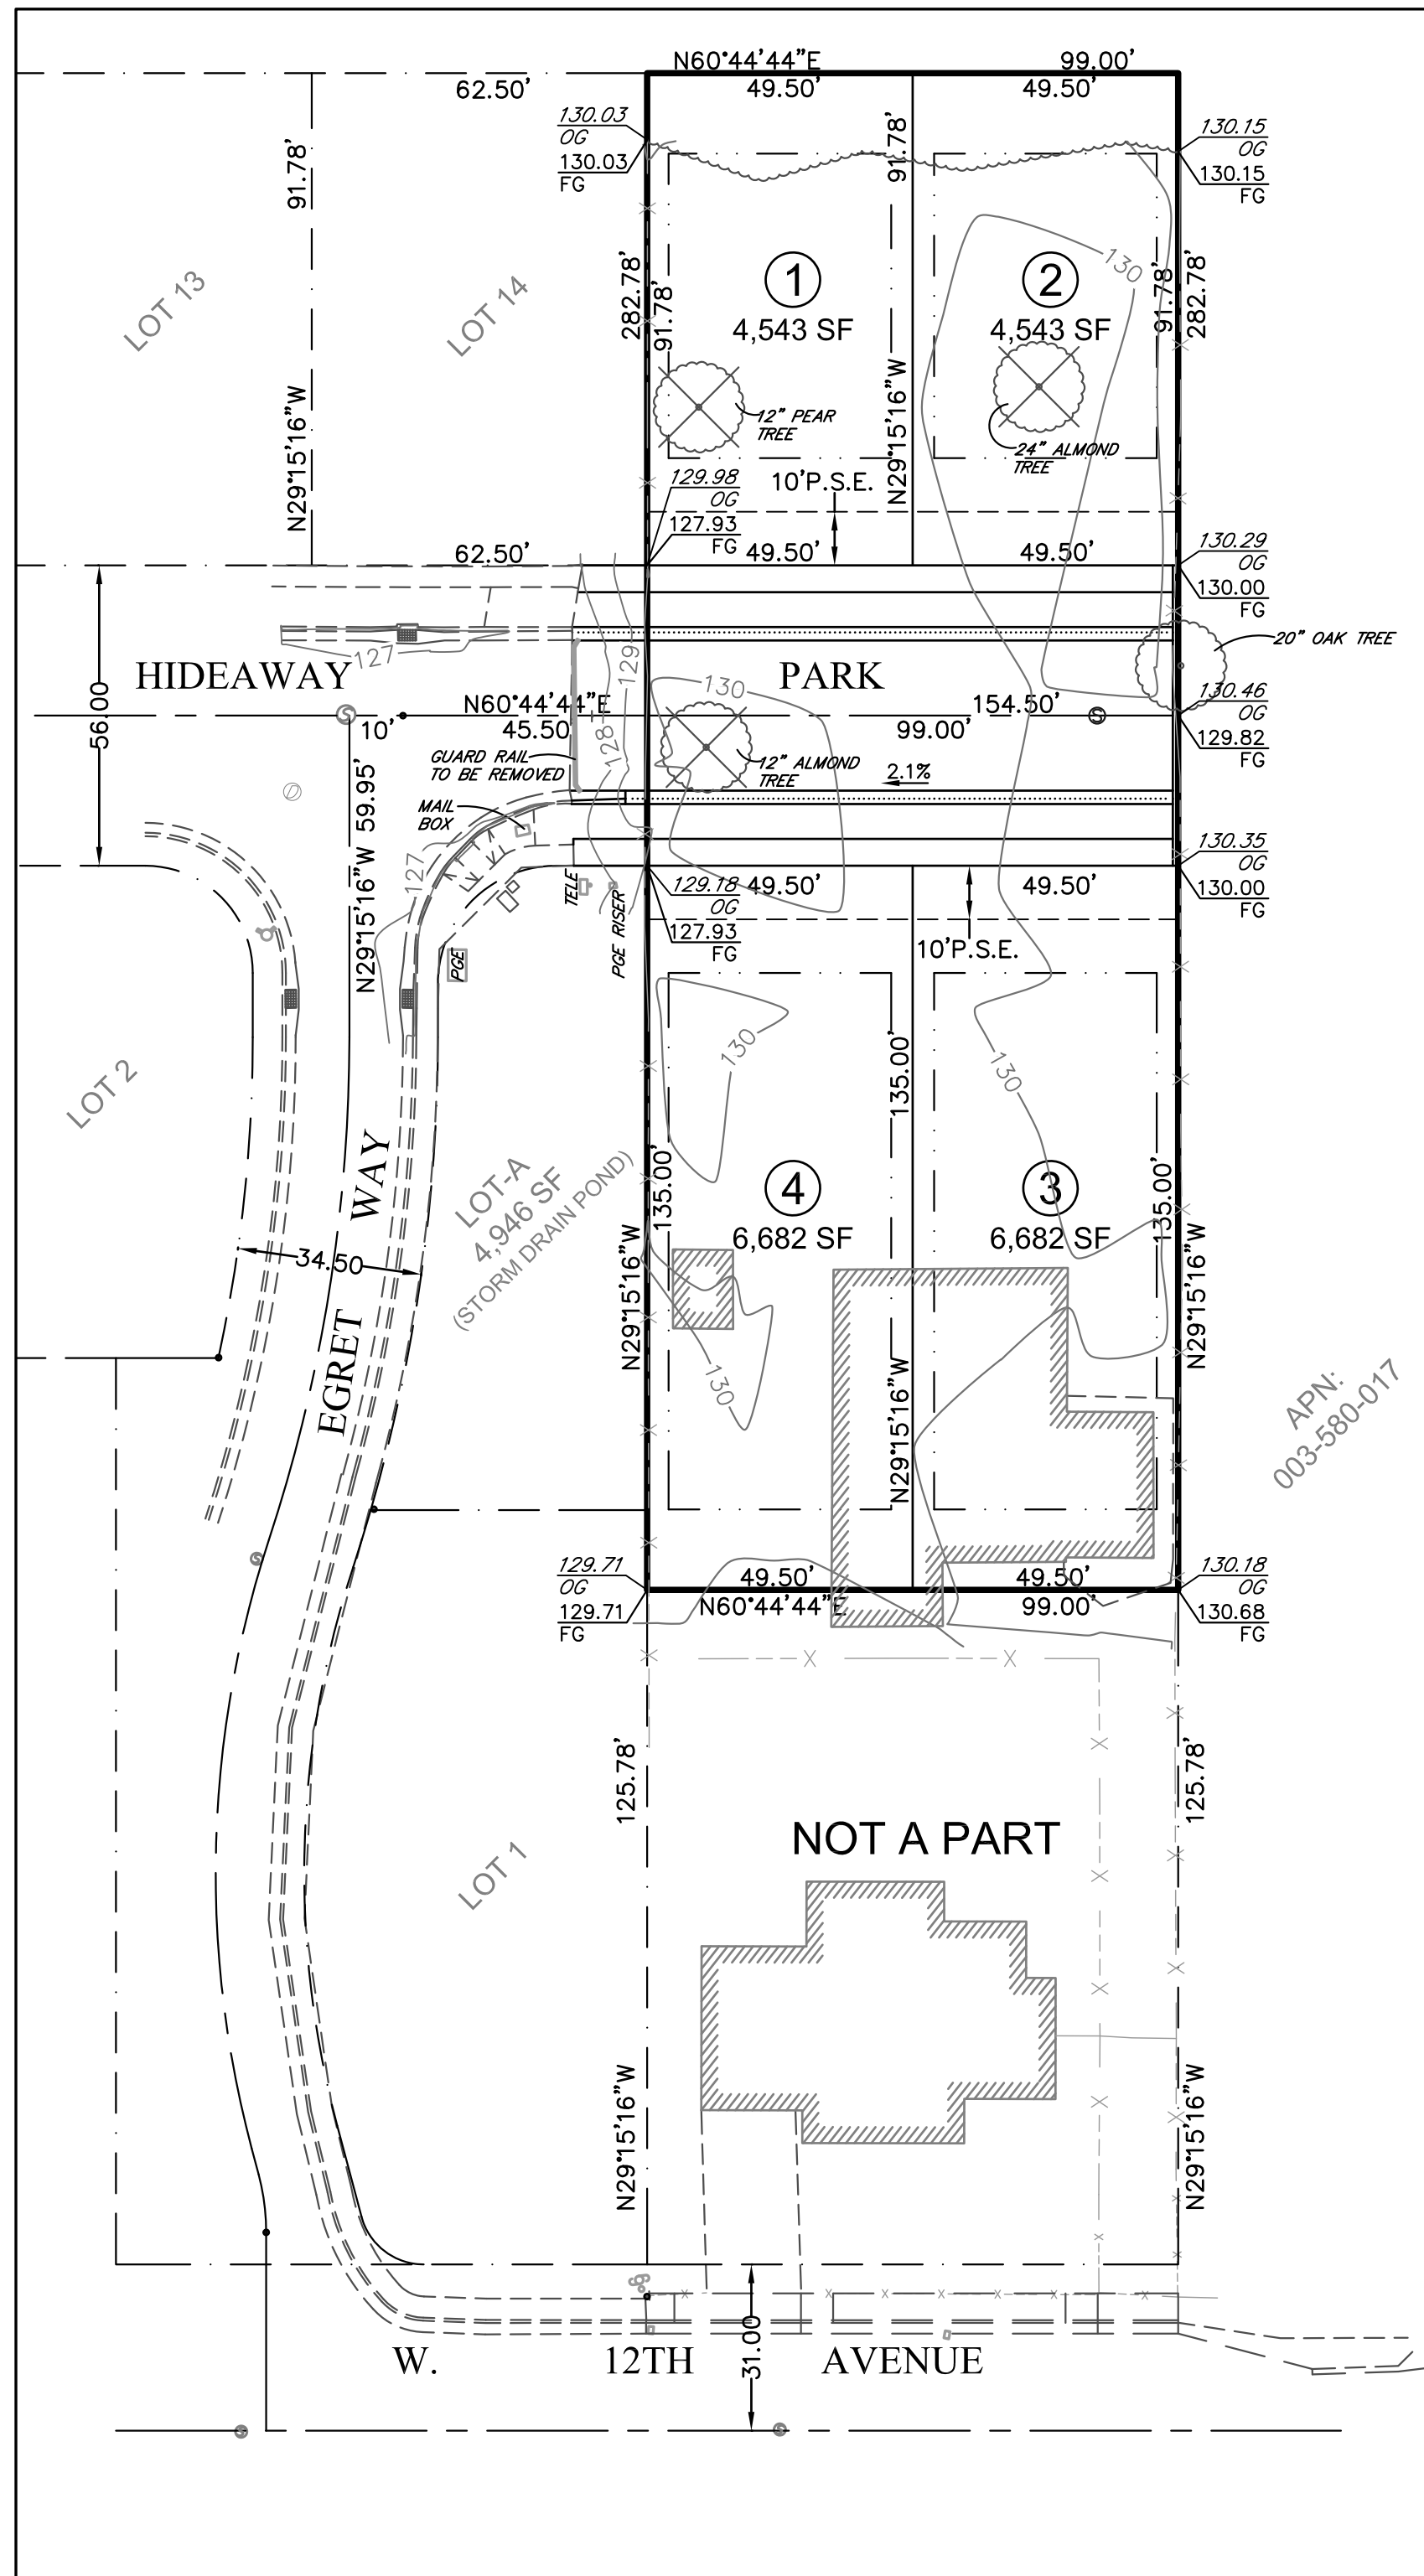 N60°44'44"E 99.00'
62.50' 49.50' 49.50'
130.03
OG
130.03
FG
130.15
OG
130.15
FG
91.78'
91.78'
LOT 13
LOT 14
282.78'
91.78'
1
4,543 SF
2
4,543 SF
130
91.78'
282.78'
N29°15'16"W
N29°15'16"W
12" PEAR
TREE
24" ALMOND
TREE
129.98
OG
127.93
FG
10'P.S.E.
62.50'
49.50'
49.50'
130.29
OG
130.00
FG
127
129
128
130
20" OAK TREE
HIDEAWAY PARK
56.00
N60°44'44"E
154.50'
10'
45.50'
99.00'
S
S
130.46
OG
129.82
FG
GUARD RAIL
TO BE REMOVED
12" ALMOND
TREE
2.1%
MAIL
BOX
D
N29°15'16"W 59.95'
127
TELE
PGE RISER
PGE
129.18
OG
127.93
FG
49.50'
49.50'
130.35
OG
130.00
FG
10'P.S.E.
130
130
135.00'
LOT 2
EGRET WAY
34.50
LOT-A
4,946 SF
(STORM DRAIN POND)
135.00'
4
6,682 SF
3
6,682 SF
135.00'
N29°15'16"W
N29°15'16"W
N29°15'16"W
130
APN:
003-580-017
S
129.71
OG
129.71
FG
49.50'
49.50'
N60°44'44"E
99.00'
130.18
OG
130.68
FG
125.78'
125.78'
LOT 1
NOT A PART
N29°15'16"W
N29°15'16"W
31.00
W. 12TH AVENUE
S
S